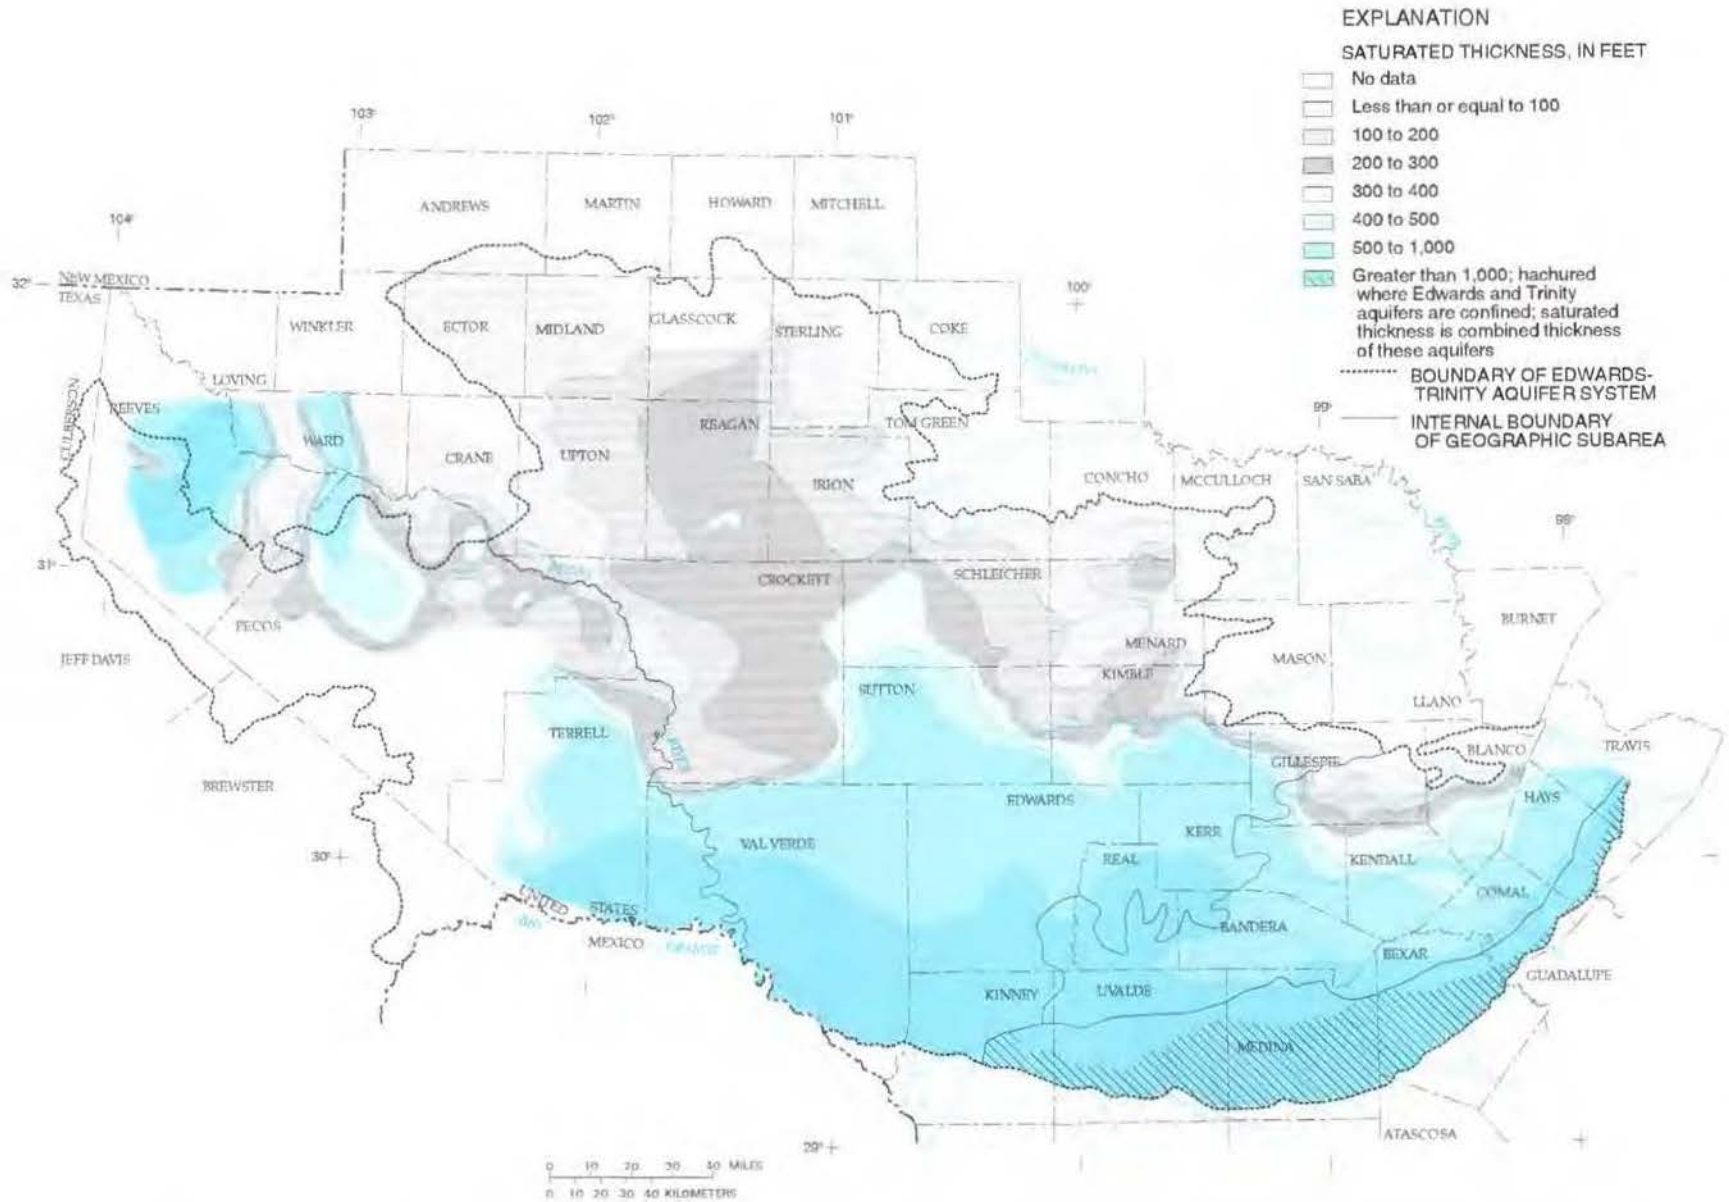 EXPLANATION
SATURATED THICKNESS, IN FEET
No data
Less than or equal to 100
100 to 200
200 to 300
300 to 400
400 to 500
500 to 1,000
Greater than 1,000; hachured
where Edwards and Trinity
aquifers are confined; saturated
thickness is combined thickness
of these aquifers
BOUNDARY OF EDWARDS-
TRINITY AQUIFER SYSTEM
INTERNAL BOUNDARY
OF GEOGRAPHIC SUBAREA
103°
102°
101°
ANDREWS
MARTIN
HOWARD
MITCHELL
104°
32°
NEW MEXICO
TEXAS
100°
WINKLER
ECTOR
MIDLAND
GLASSCOCK
STERLING
COKE
LOVING
CULBERSON
REEVES
99°
WARD
CRANE
UPTON
REAGAN
TOM GREEN
IRION
CONCHO
MCCULLOCH
SAN SABA
98°
31°
CROCKETT
SCHLEICHER
BURNET
PECOS
JEFF DAVIS
MENARD
MASON
KIMBLE
SUTTON
LLANO
TERRELL
RIVER
GILLESPIE
BLANCO
TRAVIS
BREWSTER
EDWARDS
HAYS
30°
VAL VERDE
KERR
REAL
KENDALL
COMAL
UNITED
STATES
RIO
GRANDE
MEXICO
BANDERA
BEXAR
GUADALUPE
KINNEY
UVALDE
MEDINA
29°
ATASCOSA
0 10 20 30 40 MILES
0 10 20 30 40 KILOMETERS